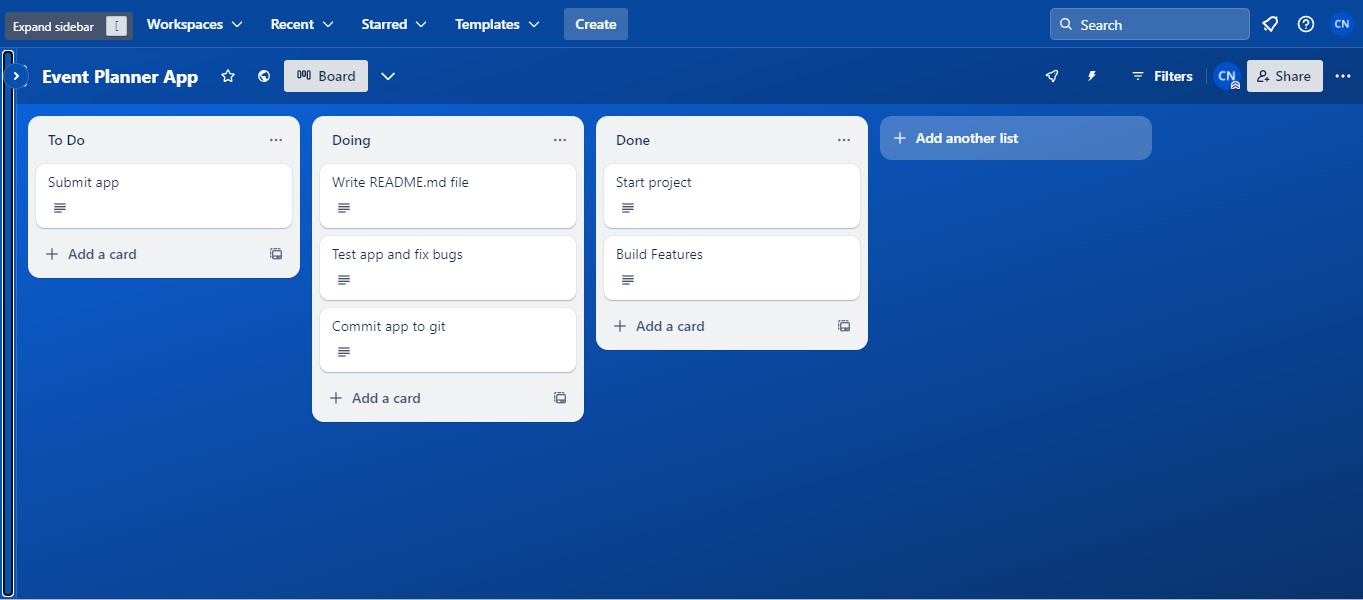 Expand sidebar [
Workspaces Recent Starred Templates Create Search CN
Event Planner App Board Filters CN Share
To Do
Submit app
Add a card
Doing
Write README.md file
Test app and fix bugs
Commit app to git
Add a card
Done
Start project
Build Features
Add a card
Add another list